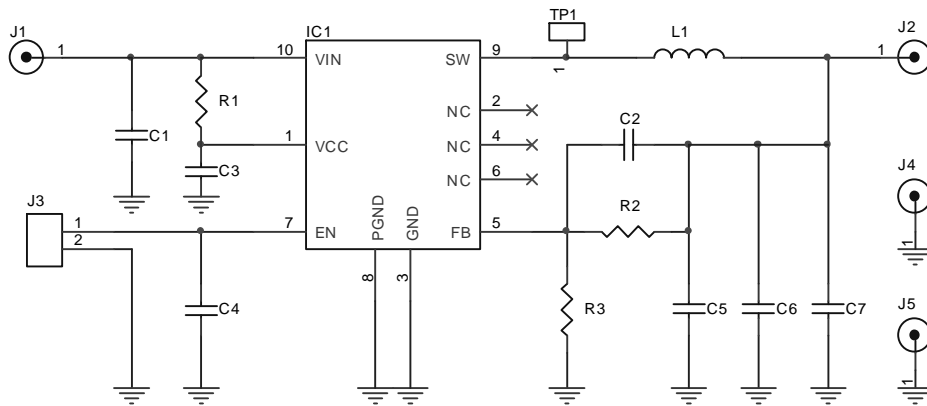 J1
1
IC1
10
VIN
SW
9
TP1
1
L1
1
J2
R1
NC
2
C1
1
VCC
NC
4
C2
C3
NC
6
J3
1
2
7
EN
PGND
GND
FB
5
R2
J4
1
8
3
C4
R3
C5
C6
C7
J5
1